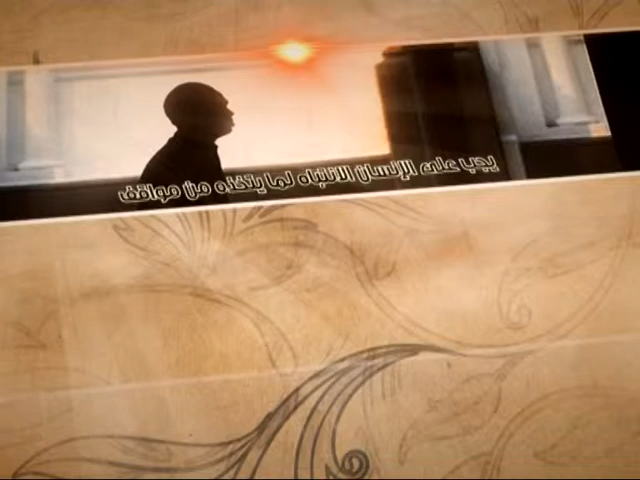 يجب على الإنسان الانتباه لما يتخذه من مواقف